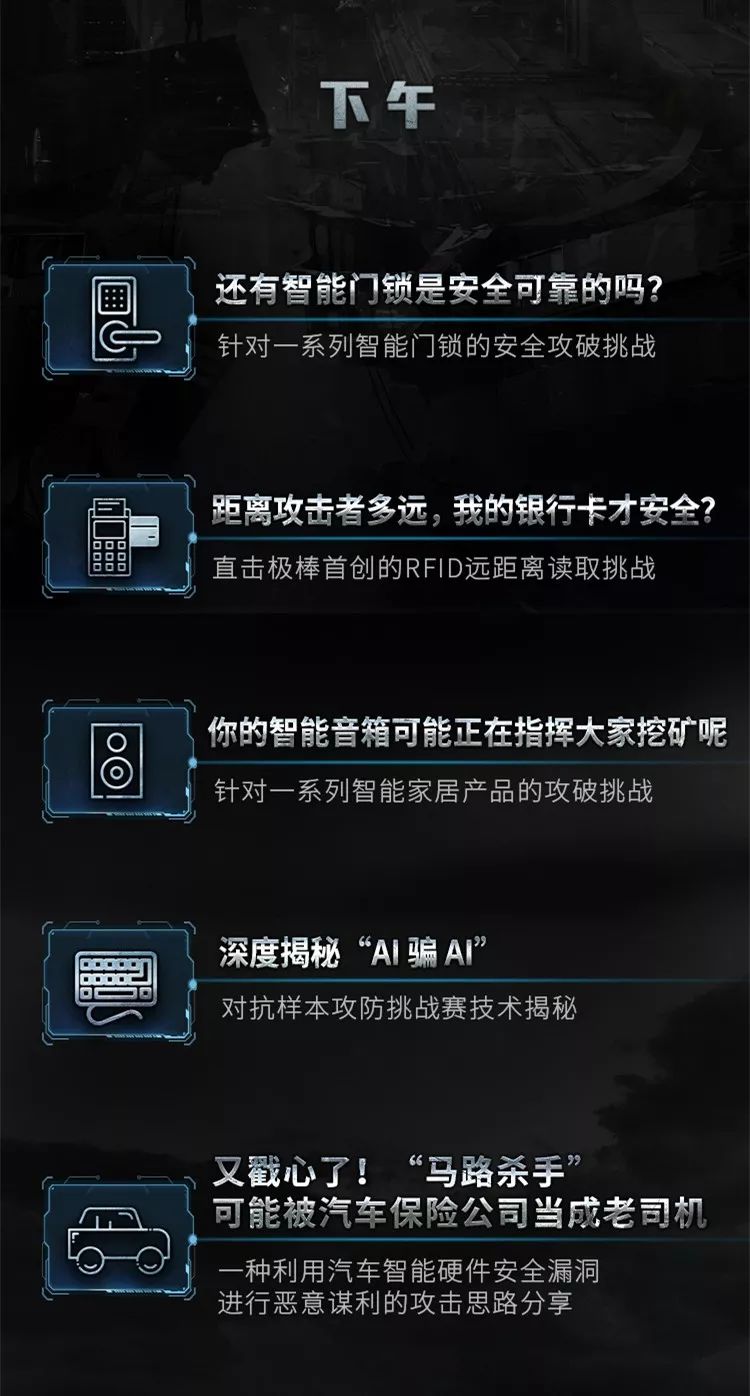 下午
还有智能门锁是安全可靠的吗？
针对一系列智能门锁的安全攻破挑战
距离攻击者多远，我的银行卡才安全？
直击极棒首创的RFID远距离读取挑战
你的智能音箱可能正在指挥大家挖矿呢
针对一系列智能家居产品的攻破挑战
深度揭秘“AI 骗 AI”
对抗样本攻防挑战赛技术揭秘
又戳心了！“马路杀手”
可能被汽车保险公司当成老司机
一种利用汽车智能硬件安全漏洞
进行恶意谋利的攻击思路分享